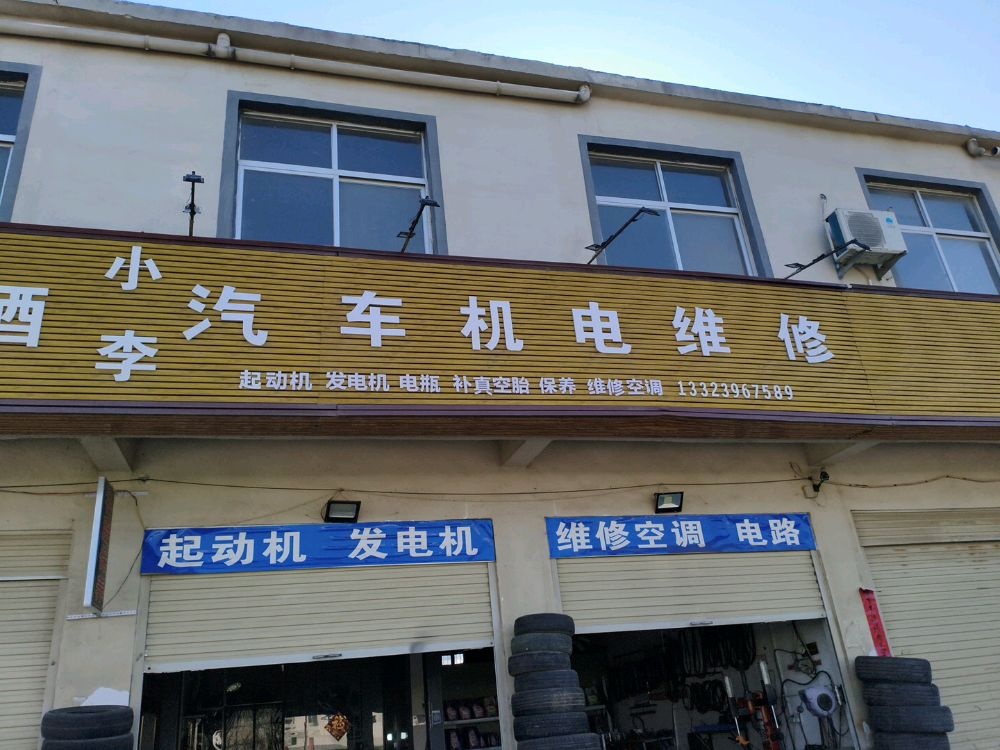 小李
汽车机电维修
起动机 发电机 电瓶 补真空胎 保养 维修空调 13323967589
起动机 发电机
维修空调 电路